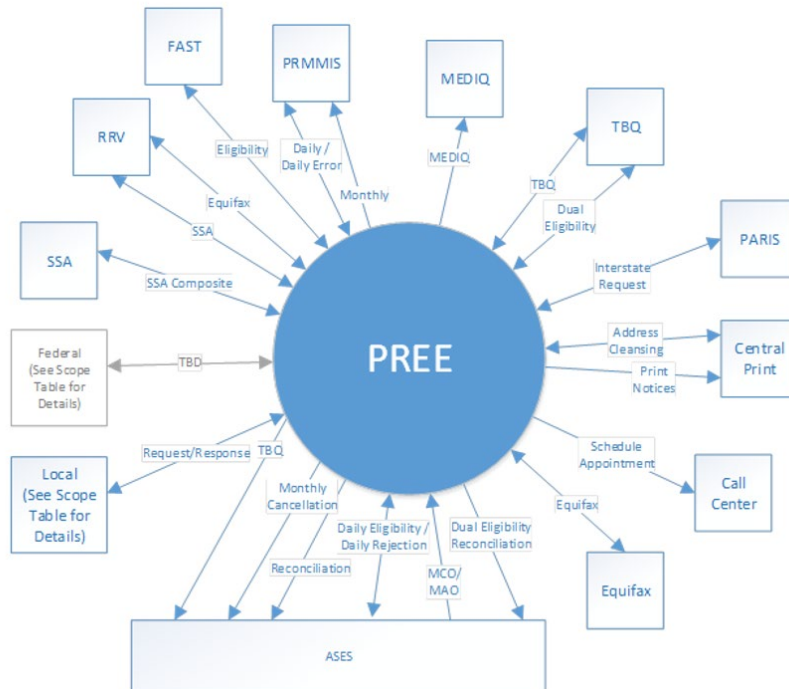 FAST
PRMMIS
MEDIQ
TBQ
RRV
Eligibility
Daily /
Daily Error
Monthly
MEDIQ
TBQ
Dual
Eligibility
Equifax
SSA
SSA
SSA Composite
PARIS
Interstate
Request
Federal
(See Scope
Table for
Details)
TBD
PREE
Address
Cleansing
Print
Notices
Central
Print
Local
(See Scope
Table for
Details)
Request/Response
TBQ
Monthly
Cancellation
Reconciliation
Daily Eligibility /
Daily Rejection
MCO/
MAO
Dual Eligibility
Reconciliation
Equifax
Schedule
Appointment
Call
Center
Equifax
ASES